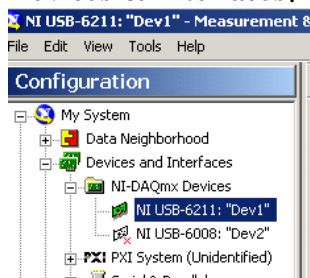 NI USB-6211: "Dev1" - Measurement &
File Edit View Tools Help
Configuration
My System
Data Neighborhood
Devices and Interfaces
NI-DAQmx Devices
NI USB-6211: "Dev1"
NI USB-6008: "Dev2"
PXI PXI System (Unidentified)